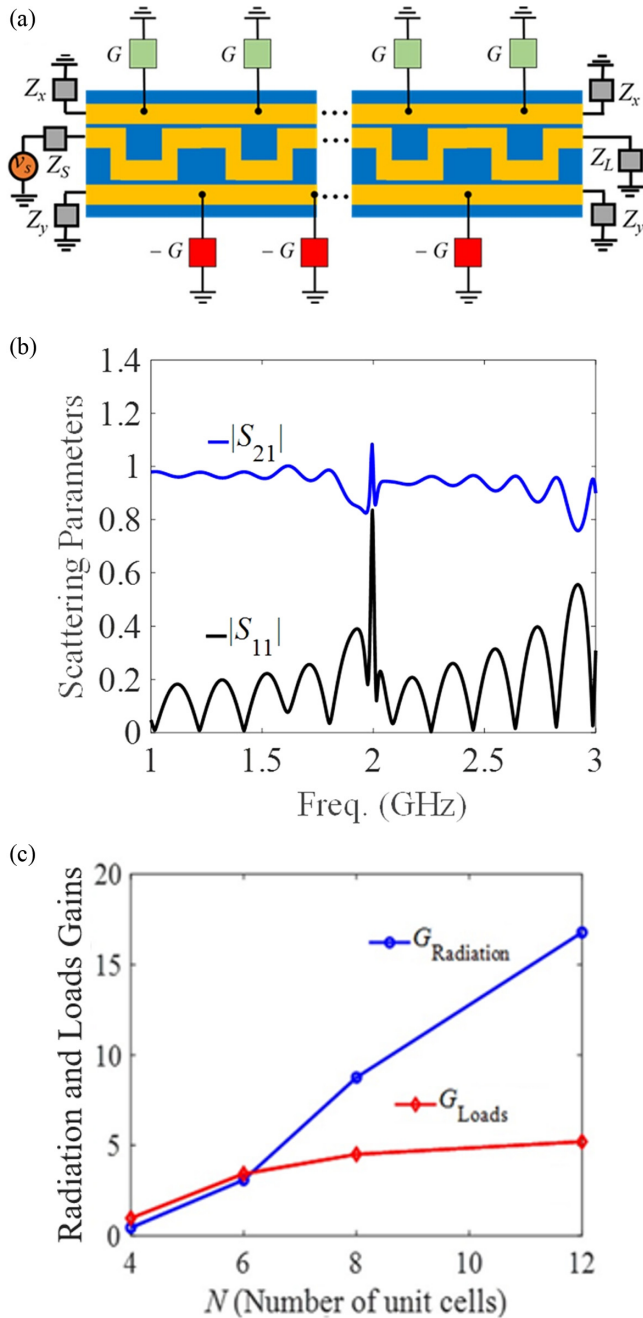 (a)
G G G G
Z_x Z_x
v_s Z_S Z_L
Z_y Z_y
− G − G − G
(b)
1.4
1.2
1
0.8
0.6
0.4
0.2
0
|S_21|
|S_11|
Scattering Parameters
1 1.5 2 2.5 3
Freq. (GHz)
(c)
20
15
10
5
0
G_Radiation
G_Loads
Radiation and Loads Gains
4 6 8 10 12
N (Number of unit cells)